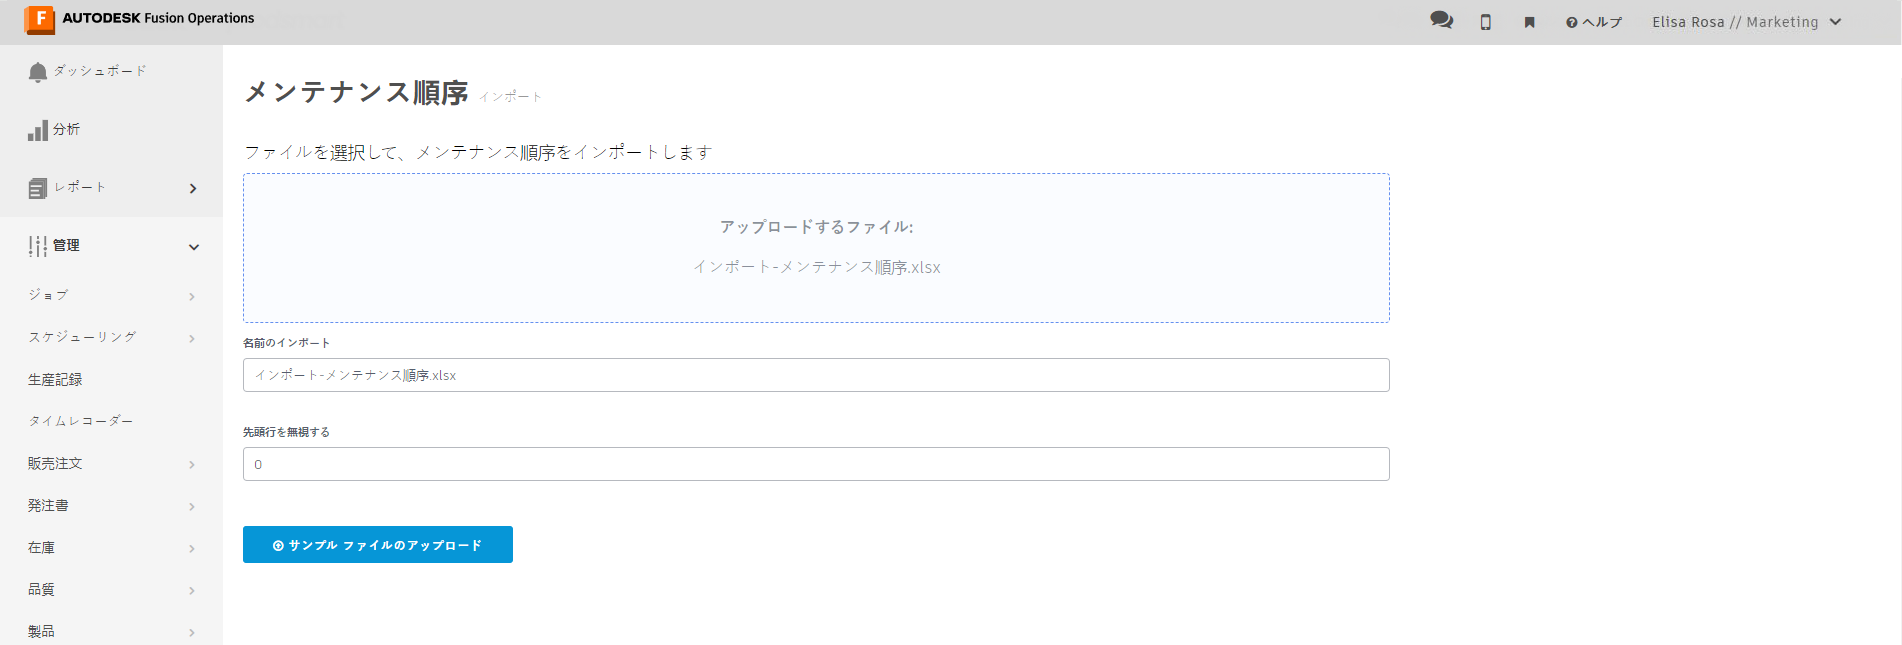 AUTODESK Fusion Operations
ヘルプ
Elisa Rosa // Marketing
ダッシュボード
分析
レポート
管理
ジョブ
スケジューリング
生産記録
タイムレコーダー
販売注文
発注書
在庫
品質
製品
メンテナンス順序 インポート
ファイルを選択して、メンテナンス順序をインポートします
アップロードするファイル:
インポート-メンテナンス順序.xlsx
名前のインポート
インポート-メンテナンス順序.xlsx
先頭行を無視する
0
サンプル ファイルのアップロード